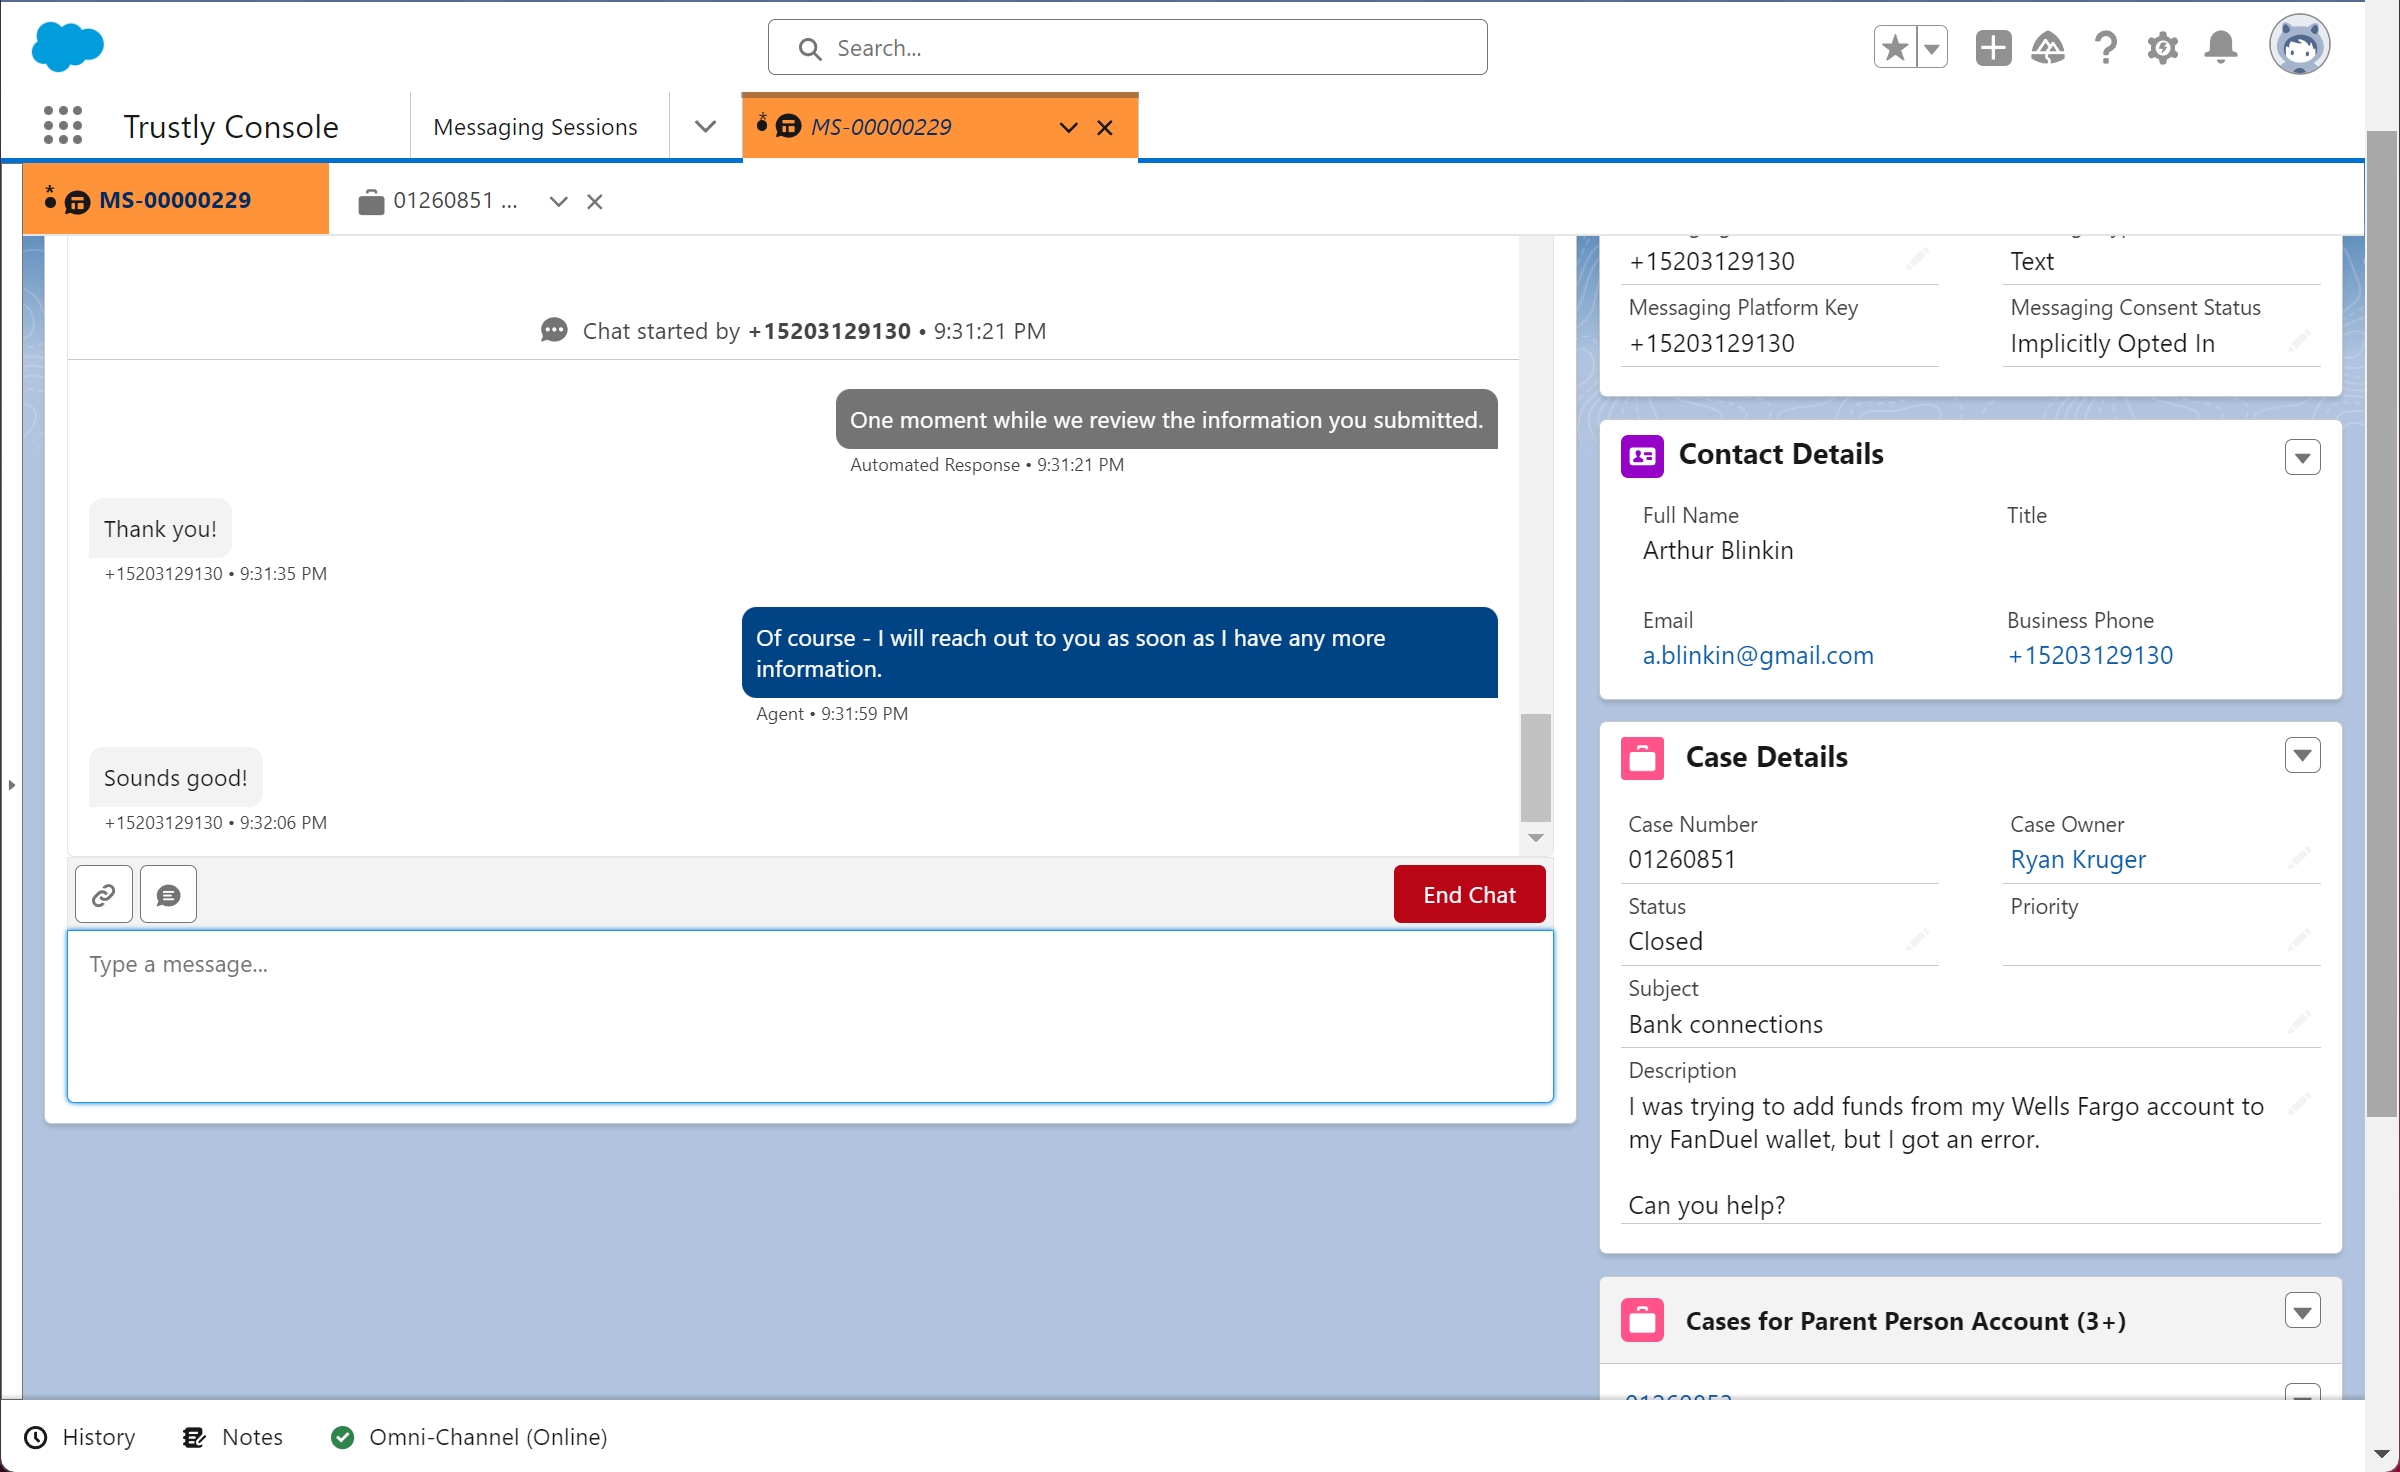 Search...
Trustly Console
Messaging Sessions
MS-00000229
MS-00000229
01260851 ...
Chat started by +15203129130 • 9:31:21 PM
One moment while we review the information you submitted.
Automated Response • 9:31:21 PM
Thank you!
+15203129130 • 9:31:35 PM
Of course - I will reach out to you as soon as I have any more
information.
Agent • 9:31:59 PM
Sounds good!
+15203129130 • 9:32:06 PM
End Chat
Type a message...
+15203129130
Text
Messaging Platform Key
Messaging Consent Status
+15203129130
Implicitly Opted In
Contact Details
Full Name
Title
Arthur Blinkin
Email
Business Phone
a.blinkin@gmail.com
+15203129130
Case Details
Case Number
Case Owner
01260851
Ryan Kruger
Status
Priority
Closed
Subject
Bank connections
Description
I was trying to add funds from my Wells Fargo account to
my FanDuel wallet, but I got an error.
Can you help?
Cases for Parent Person Account (3+)
History
Notes
Omni-Channel (Online)